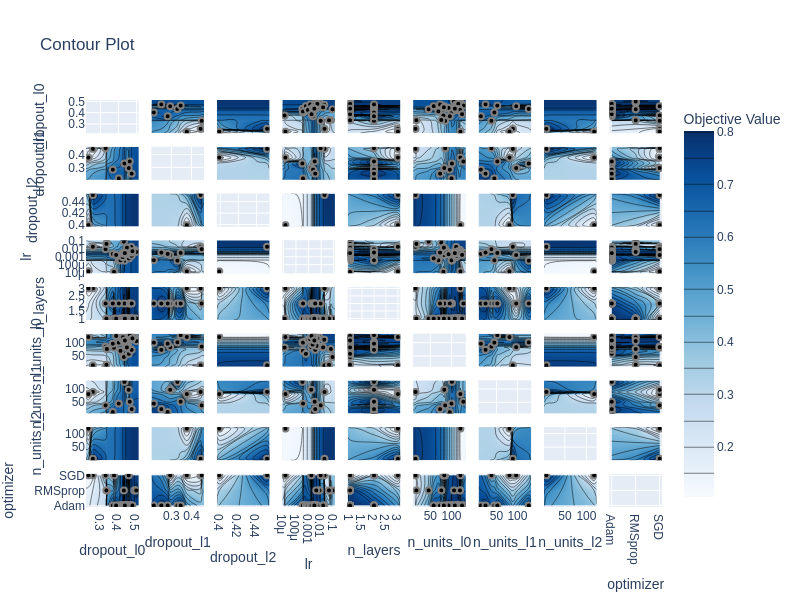 Contour Plot
Objective Value
0.8
0.7
0.6
0.5
0.4
0.3
0.2
dropout_l0
0.5
0.4
0.3
dropout_l1
0.4
0.3
dropout_l2
0.44
0.42
0.4
lr
0.1
0.01
0.001
100μ
10μ
n_layers
3
2.5
2
1.5
1
n_units_l0
100
50
n_units_l1
100
50
n_units_l2
100
50
optimizer
SGD
RMSprop
Adam
0.3 0.4 0.5
0.3 0.4
0.4 0.42 0.44
10μ 100μ 0.001 0.01 0.1
1 1.5 2 2.5 3
50 100
50 100
50 100
Adam RMSprop SGD
dropout_l0 dropout_l1 dropout_l2 lr n_layers n_units_l0 n_units_l1 n_units_l2 optimizer